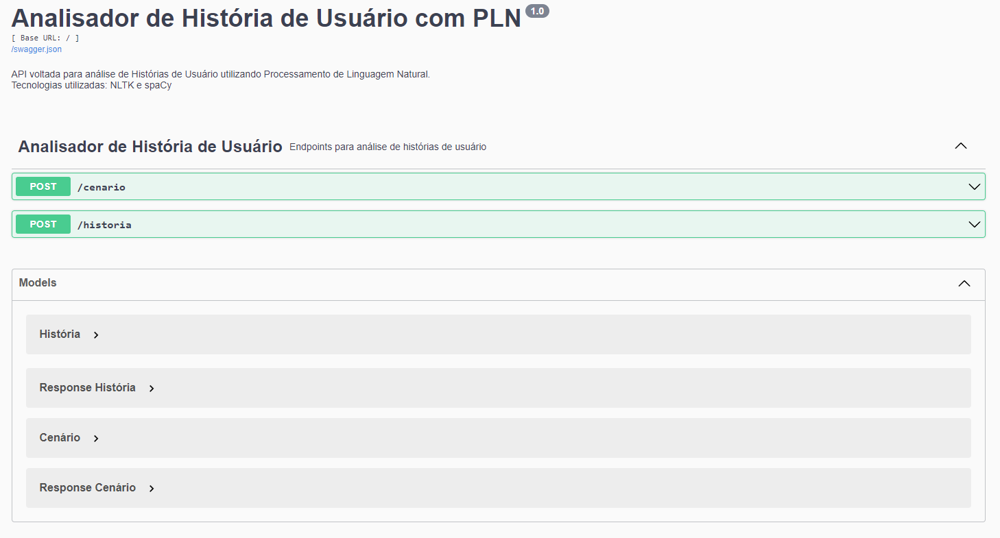 Analisador de História de Usuário com PLN 1.0
[ Base URL: / ]
/swagger.json
API voltada para análise de Histórias de Usuário utilizando Processamento de Linguagem Natural.
Tecnologias utilizadas: NLTK e spaCy
Analisador de História de Usuário Endpoints para análise de histórias de usuário
POST /cenario
POST /historia
Models
História
Response História
Cenário
Response Cenário